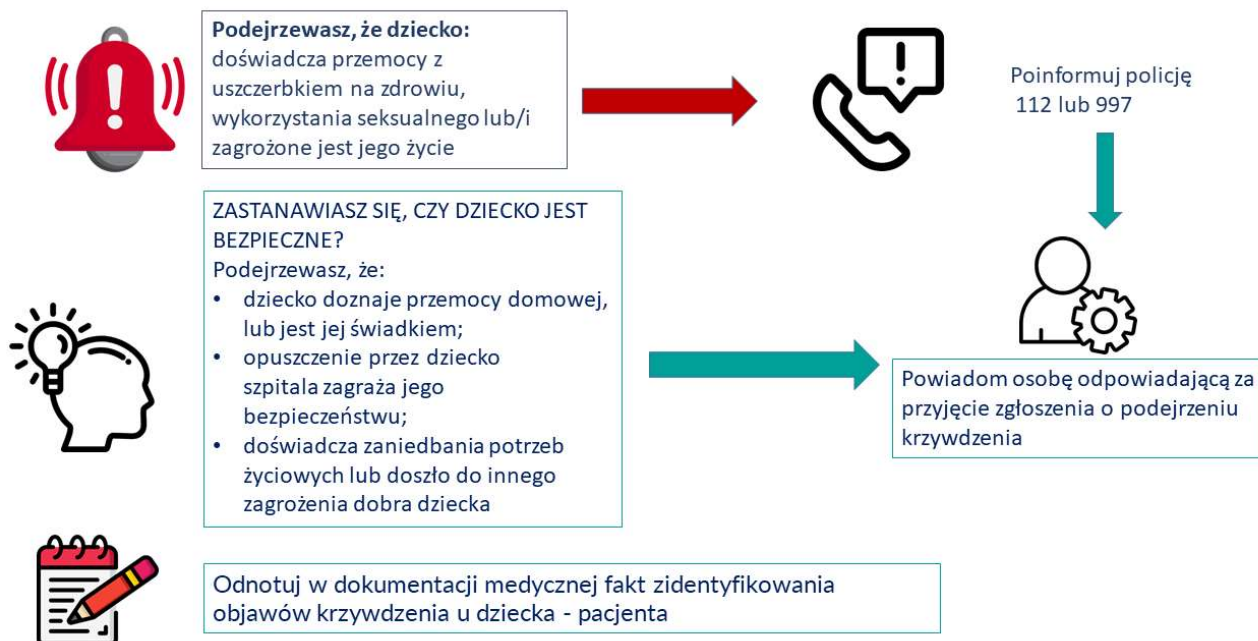 Podejrzewasz, że dziecko:
doświadcza przemocy z
uszczerbkiem na zdrowiu,
wykorzystania seksualnego lub/i
zagrożone jest jego życie
Poinformuj policję
112 lub 997
ZASTANAWIASZ SIĘ, CZY DZIECKO JEST
BEZPIECZNE?
Podejrzewasz, że:
• dziecko doznaje przemocy domowej,
lub jest jej świadkiem;
• opuszczenie przez dziecko
szpitala zagraża jego
bezpieczeństwu;
• doświadcza zaniedbania potrzeb
życiowych lub doszło do innego
zagrożenia dobra dziecka
Powiadom osobę odpowiadającą za
przyjęcie zgłoszenia o podejrzeniu
krzywdzenia
Odnotuj w dokumentacji medycznej fakt zidentyfikowania
objawów krzywdzenia u dziecka - pacjenta